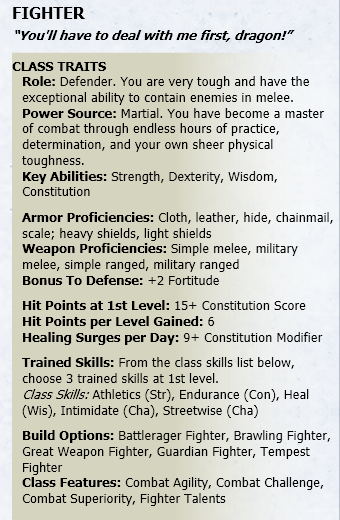 FIGHTER
“You'll have to deal with me first, dragon!”
CLASS TRAITS
Role: Defender. You are very tough and have the
exceptional ability to contain enemies in melee.
Power Source: Martial. You have become a master
of combat through endless hours of practice,
determination, and your own sheer physical
toughness.
Key Abilities: Strength, Dexterity, Wisdom,
Constitution
Armor Proficiencies: Cloth, leather, hide, chainmail,
scale; heavy shields, light shields
Weapon Proficiencies: Simple melee, military
melee, simple ranged, military ranged
Bonus To Defense: +2 Fortitude
Hit Points at 1st Level: 15+ Constitution Score
Hit Points per Level Gained: 6
Healing Surges per Day: 9+ Constitution Modifier
Trained Skills: From the class skills list below,
choose 3 trained skills at 1st level.
Class Skills: Athletics (Str), Endurance (Con), Heal
(Wis), Intimidate (Cha), Streetwise (Cha)
Build Options: Battlerager Fighter, Brawling Fighter,
Great Weapon Fighter, Guardian Fighter, Tempest
Fighter
Class Features: Combat Agility, Combat Challenge,
Combat Superiority, Fighter Talents